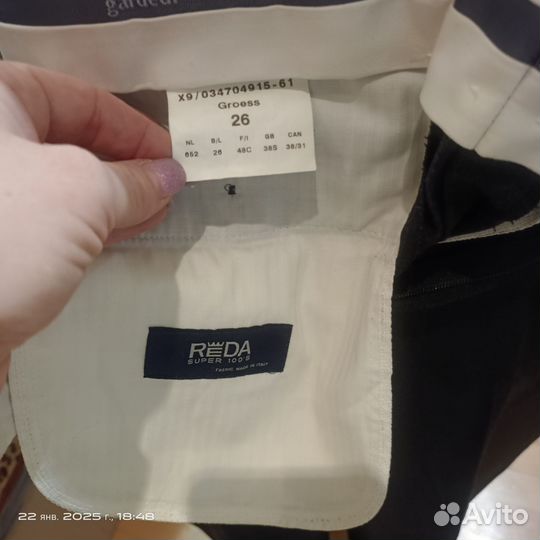 gardeur
X9/034704915-61
Groess
26
NL B/L F/I GB CAN
652 26 48C 38S 38/31
REDA
SUPER 100'S
FABRIC MADE IN ITALY
22 янв. 2025 г., 18:48
Avito